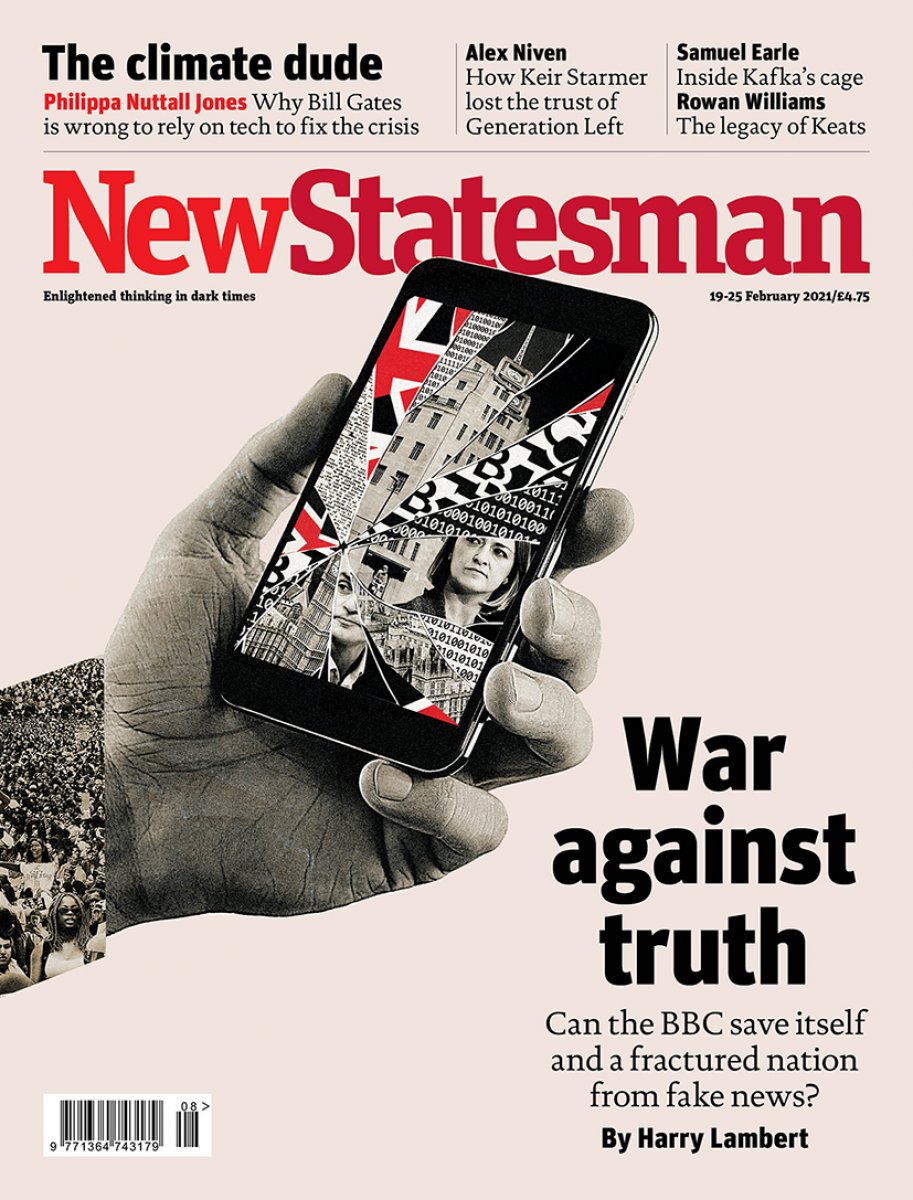 The climate dude
Philippa Nuttall Jones Why Bill Gates
is wrong to rely on tech to fix the crisis
Alex Niven
How Keir Starmer
lost the trust of
Generation Left
Samuel Earle
Inside Kafka's cage
Rowan Williams
The legacy of Keats
NewStatesman
Enlightened thinking in dark times
19-25 February 2021/£4.75
War
against
truth
Can the BBC save itself
and a fractured nation
from fake news?
By Harry Lambert
08 >
9 771364 743179